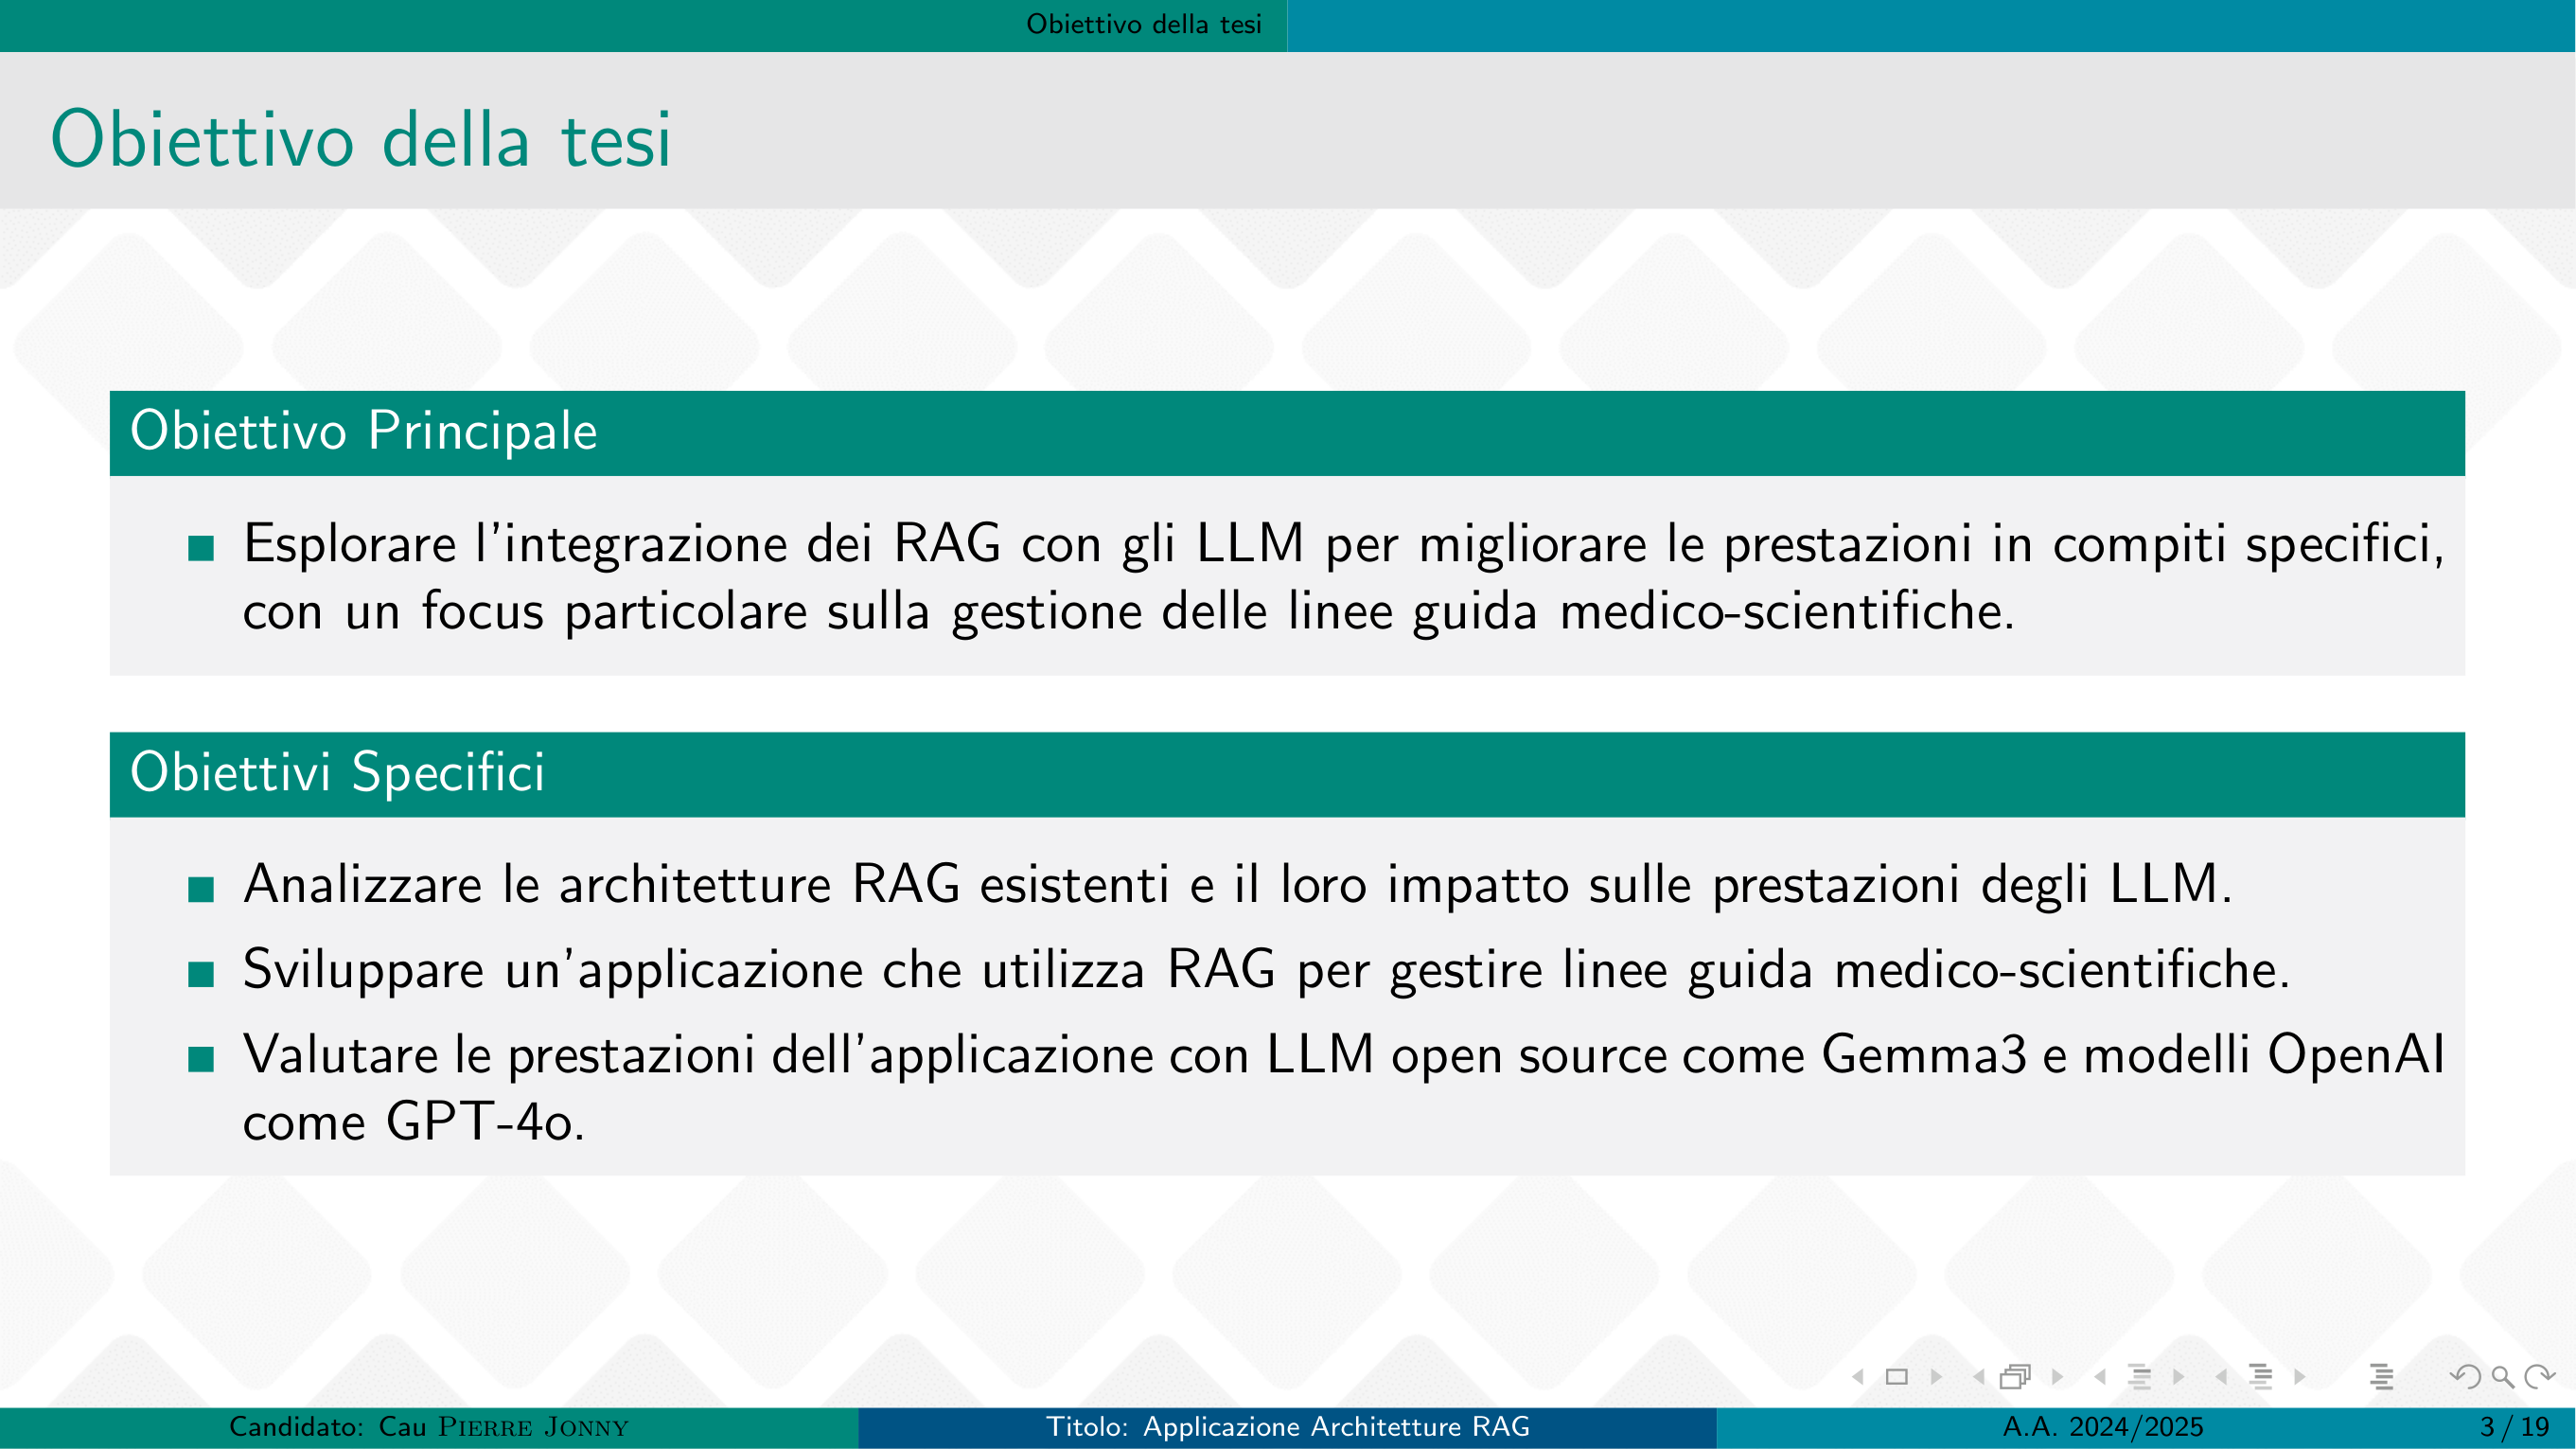 Obiettivo della tesi
Obiettivo della tesi
Obiettivo Principale
Esplorare l'integrazione dei RAG con gli LLM per migliorare le prestazioni in compiti specifici,
con un focus particolare sulla gestione delle linee guida medico-scientifiche.
Obiettivi Specifici
Analizzare le architetture RAG esistenti e il loro impatto sulle prestazioni degli LLM.
Sviluppare un'applicazione che utilizza RAG per gestire linee guida medico-scientifiche.
Valutare le prestazioni dell'applicazione con LLM open source come Gemma3 e modelli OpenAI
come GPT-4o.
Candidato: Cau Pierre Jonny Titolo: Applicazione Architetture RAG A.A. 2024/2025 3 / 19